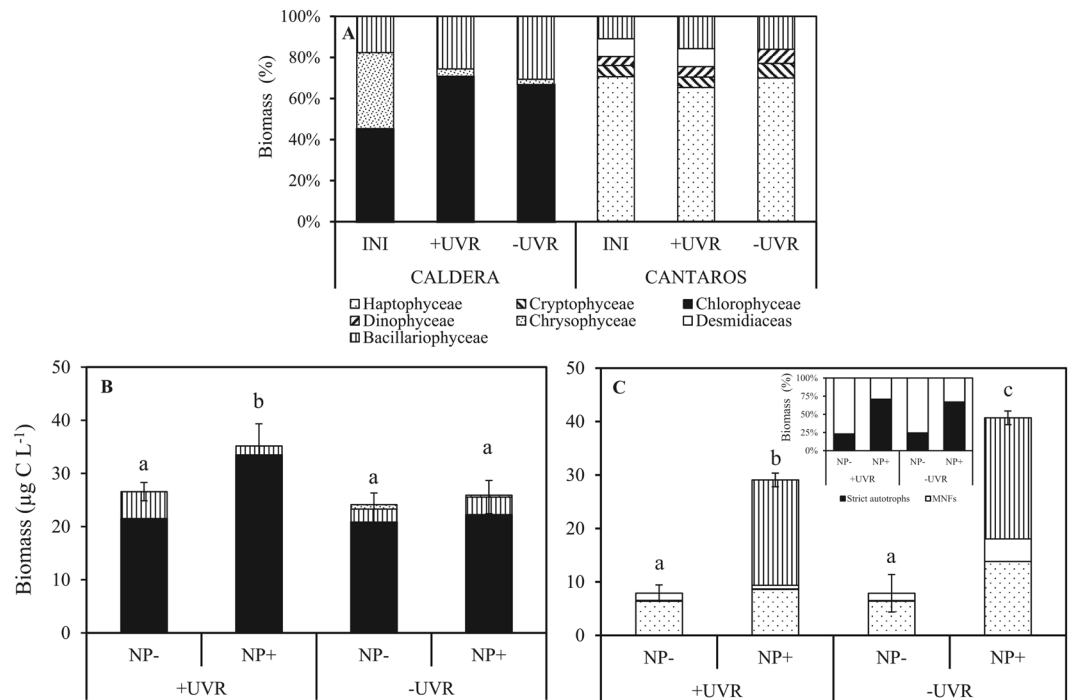 100%
A
80%
60%
40%
20%
0%
Biomass (%)
INI +UVR -UVR INI +UVR -UVR
CALDERA CANTAROS
Haptophyceae Cryptophyceae Chlorophyceae
Dinophyceae Chrysophyceae Desmidiaceas
Bacillariophyceae
50
B
40
30
20
10
0
Biomass (µg C L-1)
a b a a
NP- NP+ NP- NP+
+UVR -UVR
50
C
40
30
20
10
0
a b a c
NP- NP+ NP- NP+
+UVR -UVR
100%
75%
50%
25%
0%
Biomass (%)
NP- NP+ NP- NP+
+UVR -UVR
Strict autotrophs MNFs